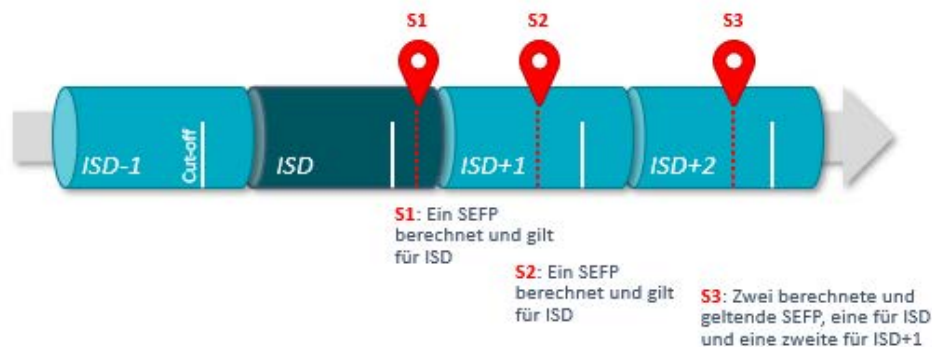 S1
S2
S3
ISD-1
Cut-off
ISD
ISD+1
ISD+2
S1: Ein SEFP
berechnet und gilt
für ISD
S2: Ein SEFP
berechnet und gilt
für ISD
S3: Zwei berechnete und
geltende SEFP, eine für ISD
und eine zweite für ISD+1